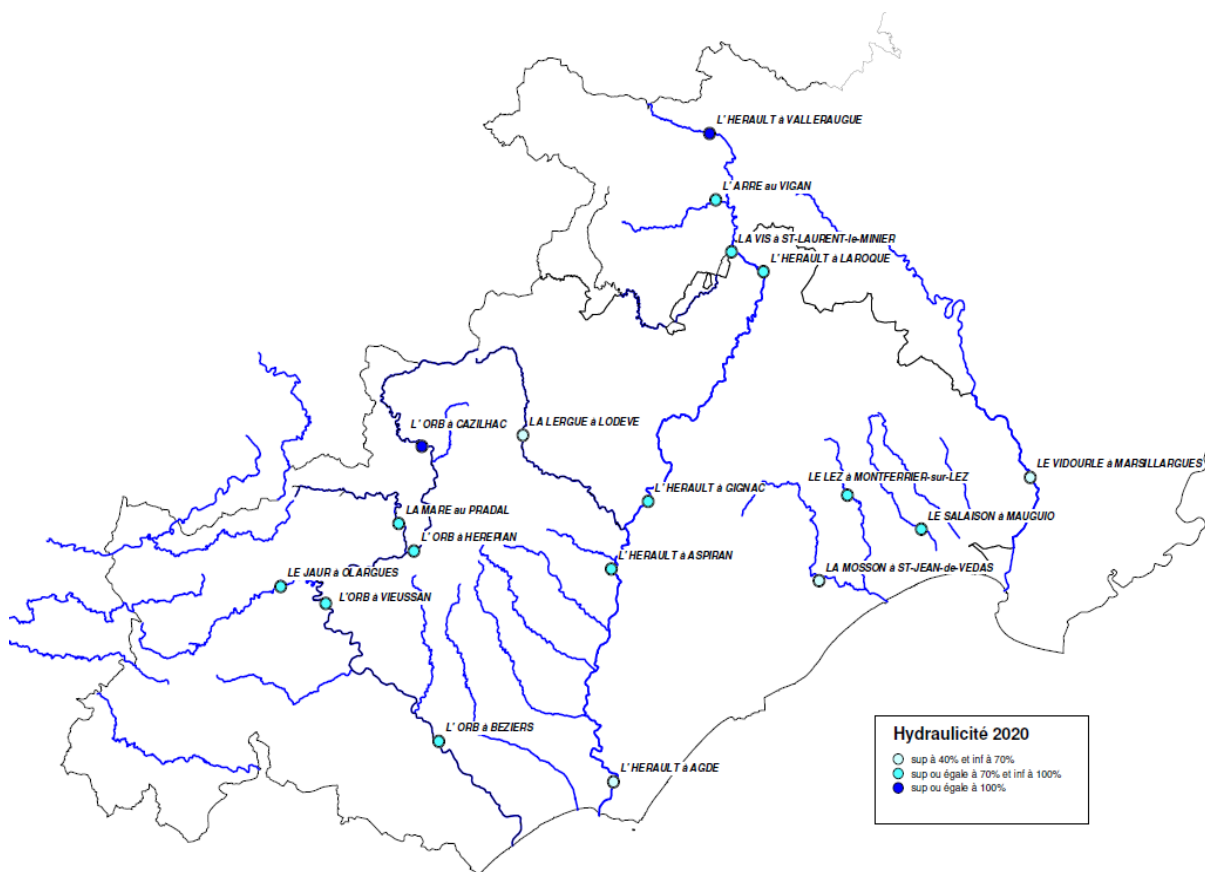 L' HERAULT à VALLERAUGUE
L' ARRE au VIGAN
LA VIS à ST-LAURENT-le-MINIER
L' HERAULT à LAROQUE
L' ORB à CAZILHAC
LA LERGUE à LODEVE
LE VIDOURLE à MARSILLARGUES
LE LEZ à MONTFERRIER-sur-LEZ
L' HERAULT à GIGNAC
LA MARE au PRADAL
LE SALAISON à MAUGUIO
L' ORB à HEREPIAN
L' HERAULT à ASPIRAN
LE JAUR à OLARGUES
LA MOSSON à ST-JEAN-de-VEDAS
L'ORB à VIEUSSAN
L' ORB à BEZIERS
L' HERAULT à AGDE
Hydraulicité 2020
sup à 40% et inf à 70%
sup ou égale à 70% et inf à 100%
sup ou égale à 100%